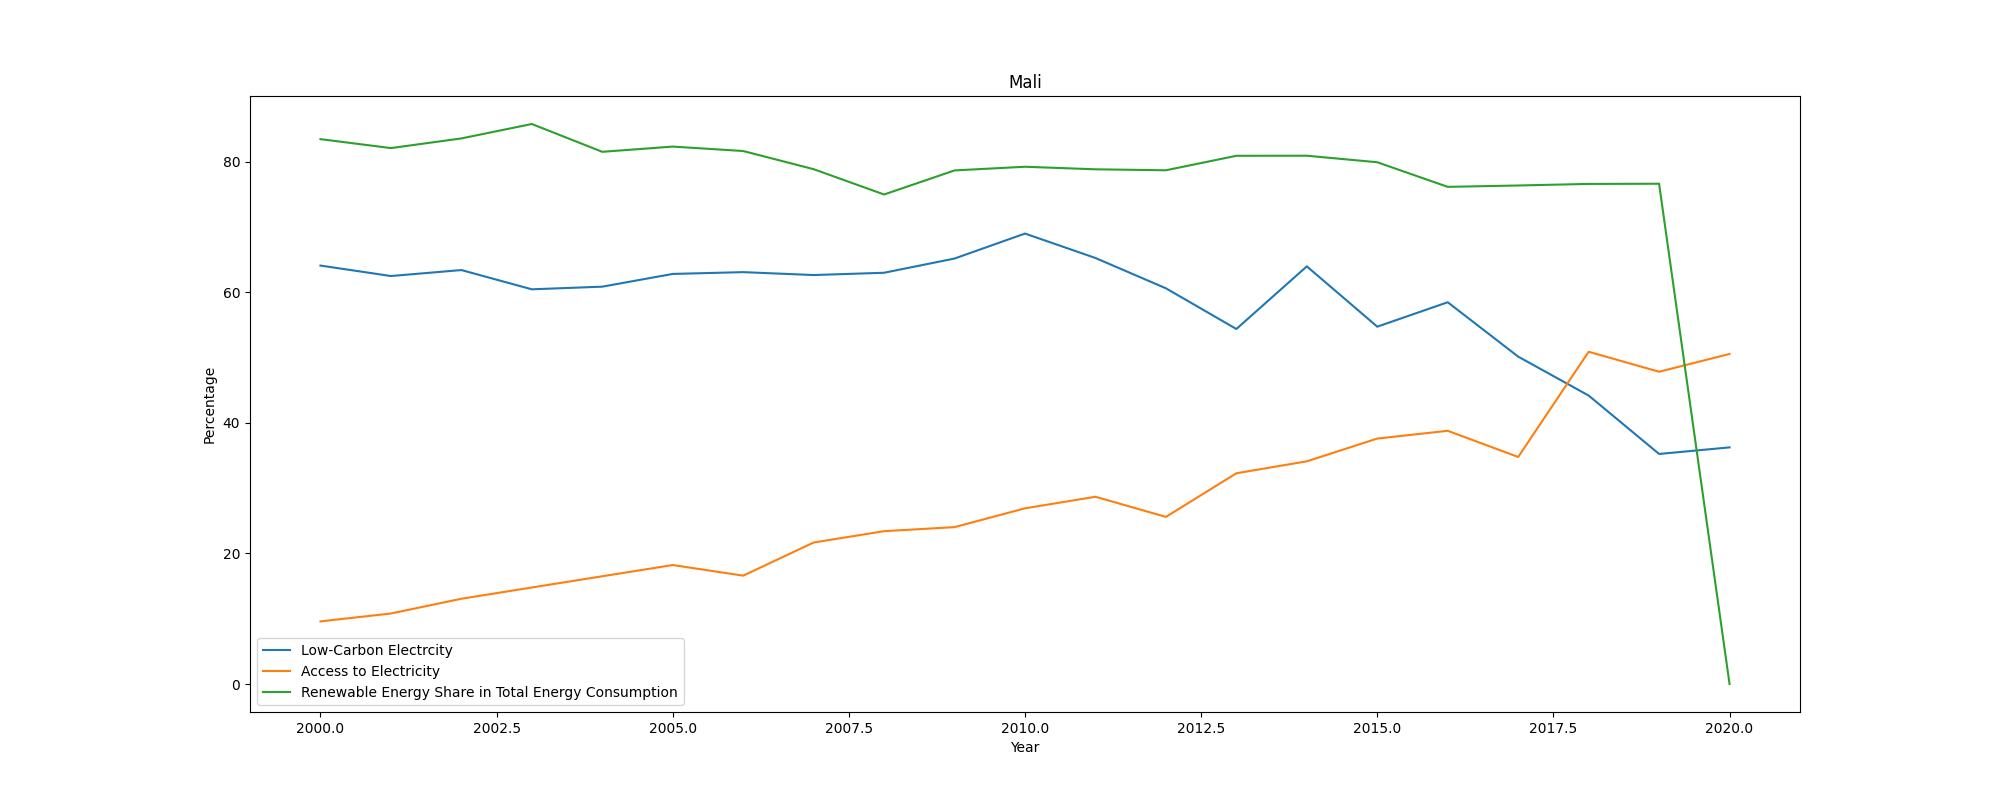 Mali
Percentage
80
60
40
20
0
Low-Carbon Electrcity
Access to Electricity
Renewable Energy Share in Total Energy Consumption
2000.0 2002.5 2005.0 2007.5 2010.0 2012.5 2015.0 2017.5 2020.0
Year